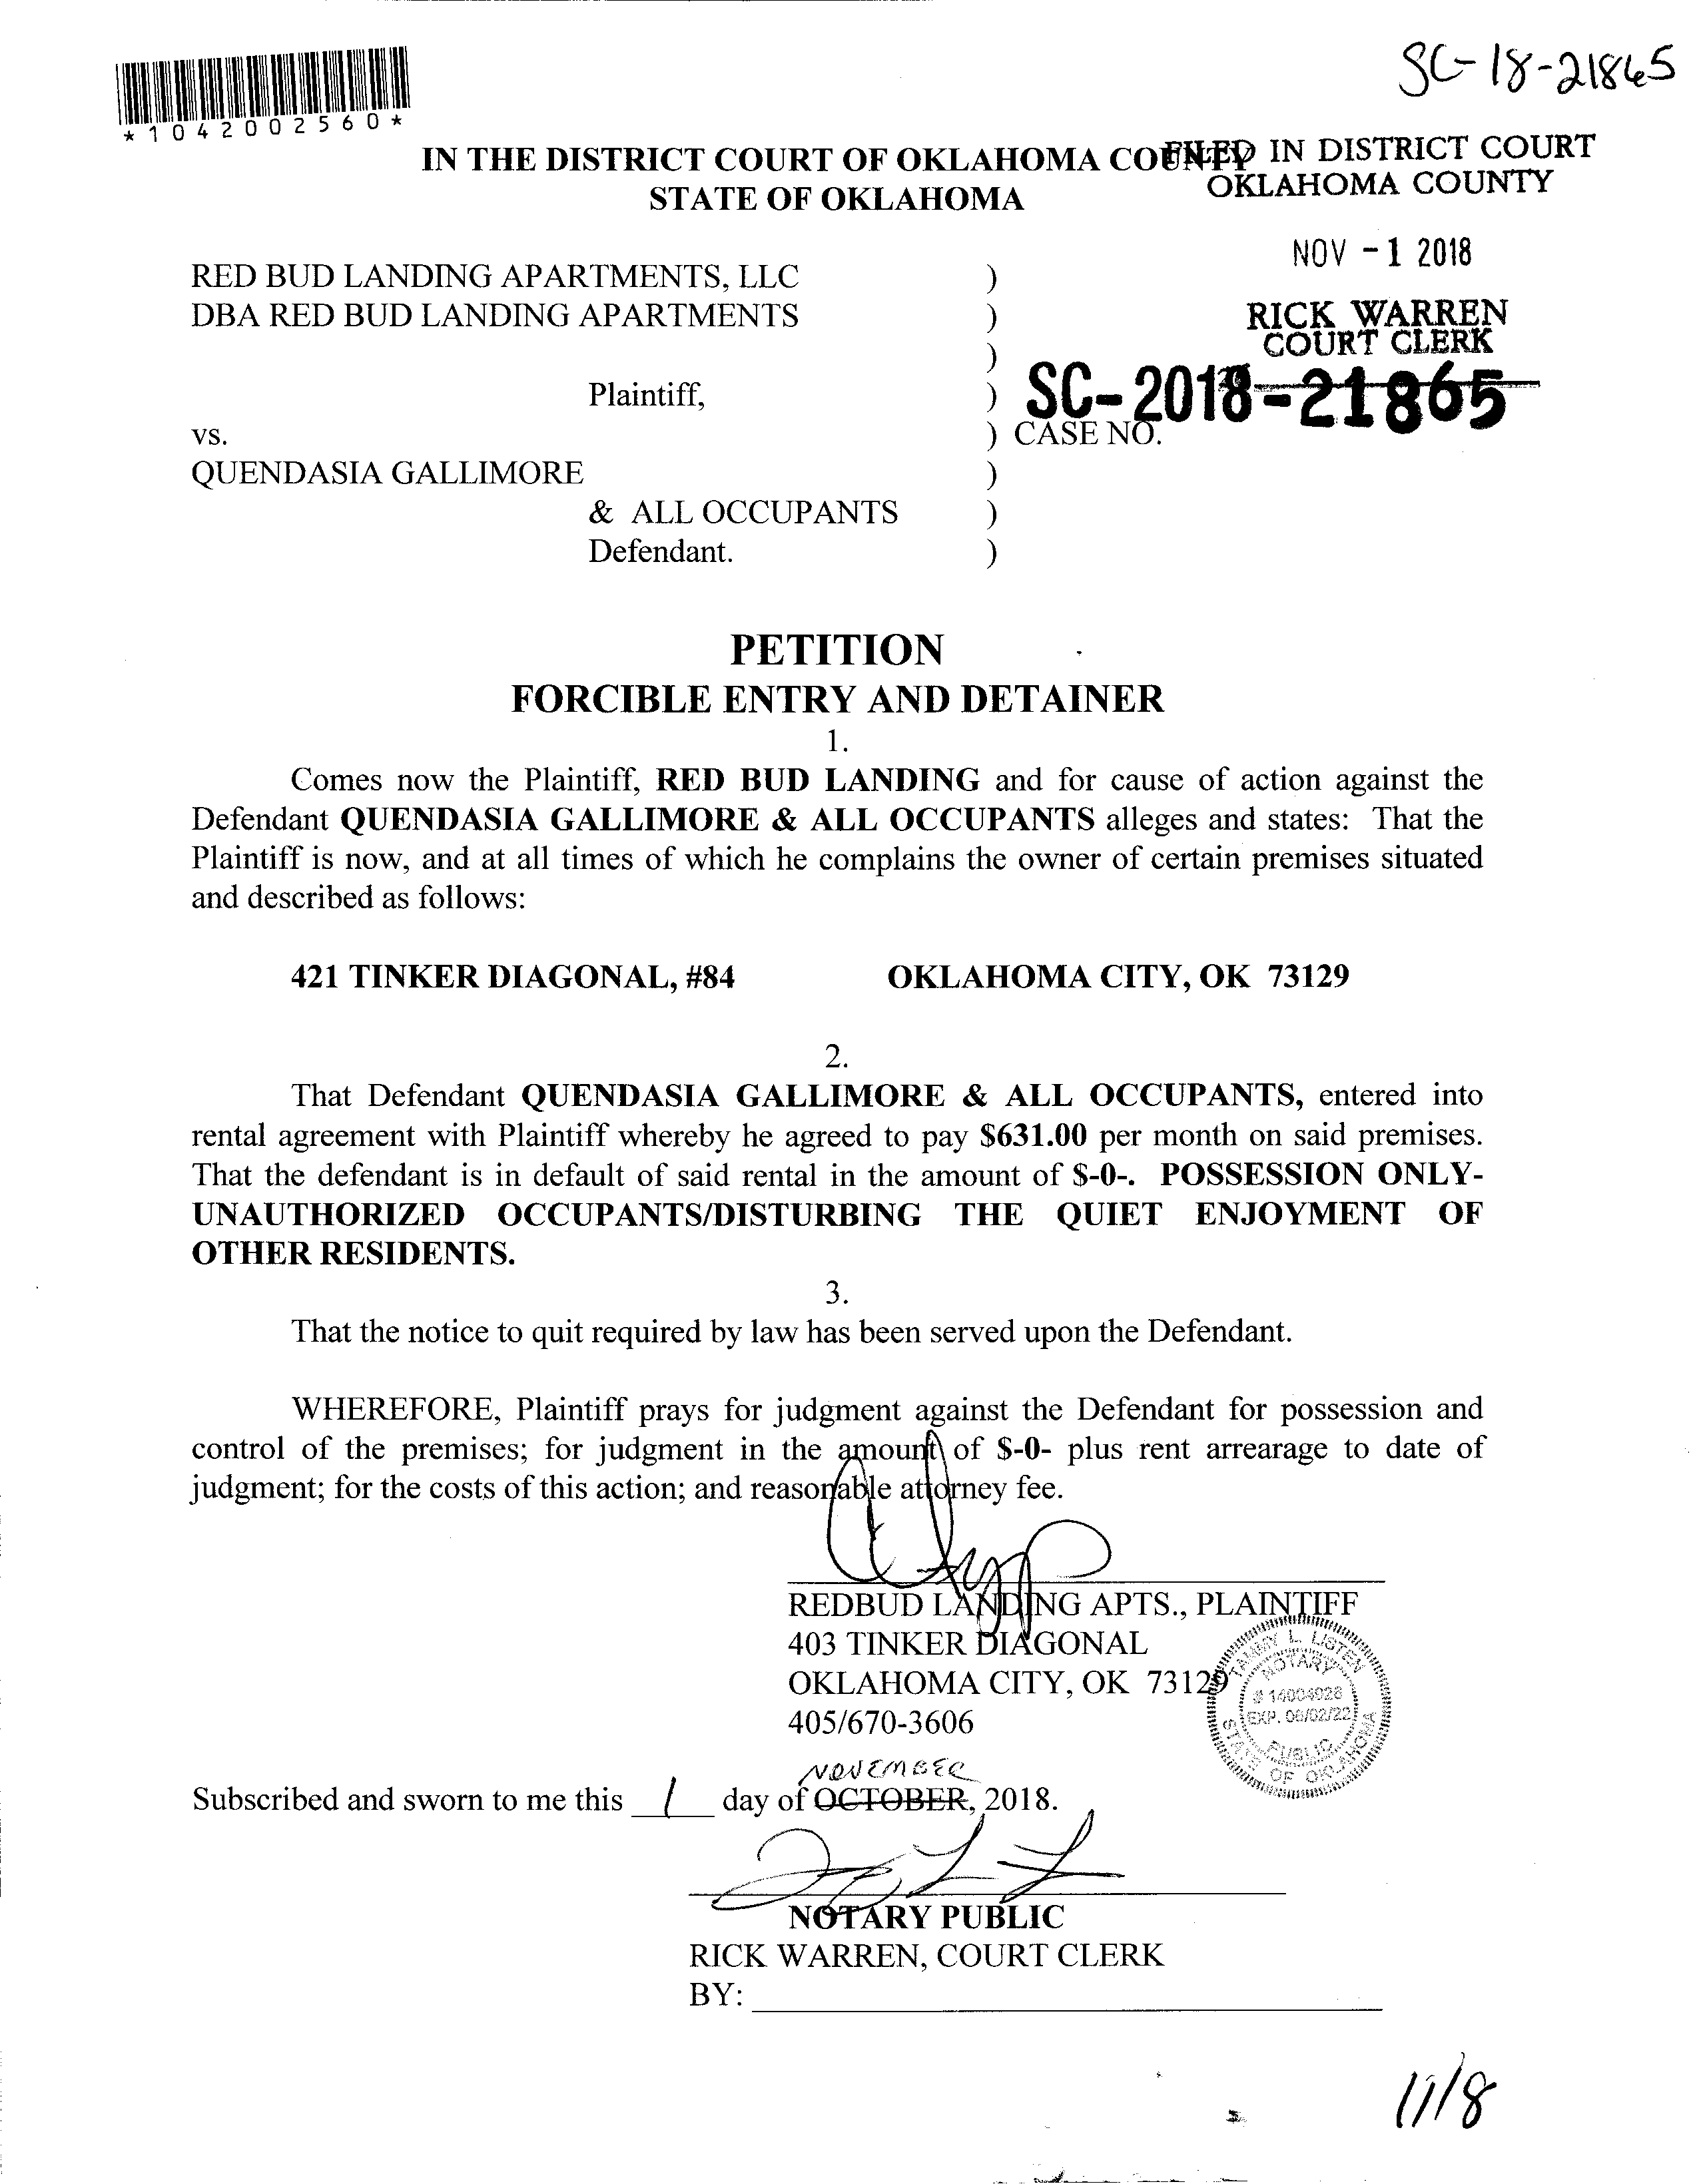 SC-18-21865
*1042002560*
IN THE DISTRICT COURT OF OKLAHOMA COUNTY
STATE OF OKLAHOMA
FILED IN DISTRICT COURT
OKLAHOMA COUNTY
NOV -1 2018
RICK WARREN
COURT CLERK
RED BUD LANDING APARTMENTS, LLC )
DBA RED BUD LANDING APARTMENTS )
)
Plaintiff, )
SC-2018-21865
vs. ) CASE NO.
QUENDASIA GALLIMORE )
& ALL OCCUPANTS )
Defendant. )
PETITION
FORCIBLE ENTRY AND DETAINER
1.
Comes now the Plaintiff, RED BUD LANDING and for cause of action against the
Defendant QUENDASIA GALLIMORE & ALL OCCUPANTS alleges and states: That the
Plaintiff is now, and at all times of which he complains the owner of certain premises situated
and described as follows:
421 TINKER DIAGONAL, #84 OKLAHOMA CITY, OK 73129
2.
That Defendant QUENDASIA GALLIMORE & ALL OCCUPANTS, entered into
rental agreement with Plaintiff whereby he agreed to pay $631.00 per month on said premises.
That the defendant is in default of said rental in the amount of $-0-. POSSESSION ONLY-
UNAUTHORIZED OCCUPANTS/DISTURBING THE QUIET ENJOYMENT OF
OTHER RESIDENTS.
3.
That the notice to quit required by law has been served upon the Defendant.
WHEREFORE, Plaintiff prays for judgment against the Defendant for possession and
control of the premises; for judgment in the amount of $-0- plus rent arrearage to date of
judgment; for the costs of this action; and reasonable attorney fee.
REDBUD LANDING APTS., PLAINTIFF
403 TINKER DIAGONAL
OKLAHOMA CITY, OK 73129
405/670-3606
TAMMY L. LISTEN
NOTARY
# 14004928
EXP. 06/02/22
PUBLIC
STATE OF OKLAHOMA
NOVEMBER
Subscribed and sworn to me this 1 day of OCTOBER, 2018.
NOTARY PUBLIC
RICK WARREN, COURT CLERK
BY:
11/8